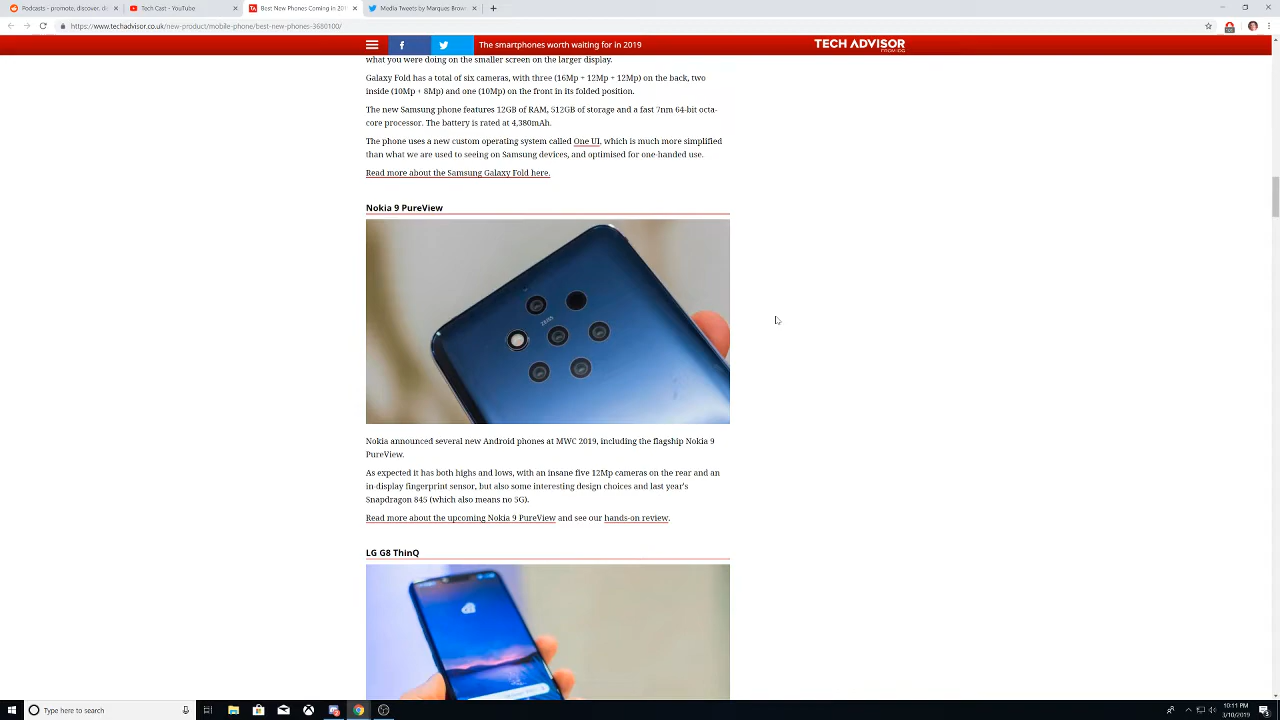 Podcasts - promote, discover, di
Tech Cast - YouTube
Best New Phones Coming in 201
Media Tweets by Marques Brow
https://www.techadvisor.co.uk/new-product/mobile-phone/best-new-phones-3680100/
The smartphones worth waiting for in 2019
TECH ADVISOR
FROM IDG
what you were doing on the smaller screen on the larger display.
Galaxy Fold has a total of six cameras, with three (16Mp + 12Mp + 12Mp) on the back, two
inside (10Mp + 8Mp) and one (10Mp) on the front in its folded position.
The new Samsung phone features 12GB of RAM, 512GB of storage and a fast 7nm 64-bit octa-
core processor. The battery is rated at 4,380mAh.
The phone uses a new custom operating system called One UI, which is much more simplified
than what we are used to seeing on Samsung devices, and optimised for one-handed use.
Read more about the Samsung Galaxy Fold here.
Nokia 9 PureView
ZEISS
Nokia announced several new Android phones at MWC 2019, including the flagship Nokia 9
PureView.
As expected it has both highs and lows, with an insane five 12Mp cameras on the rear and an
in-display fingerprint sensor, but also some interesting design choices and last year's
Snapdragon 845 (which also means no 5G).
Read more about the upcoming Nokia 9 PureView and see our hands-on review.
LG G8 ThinQ
Type here to search
10:11 PM
3/10/2019